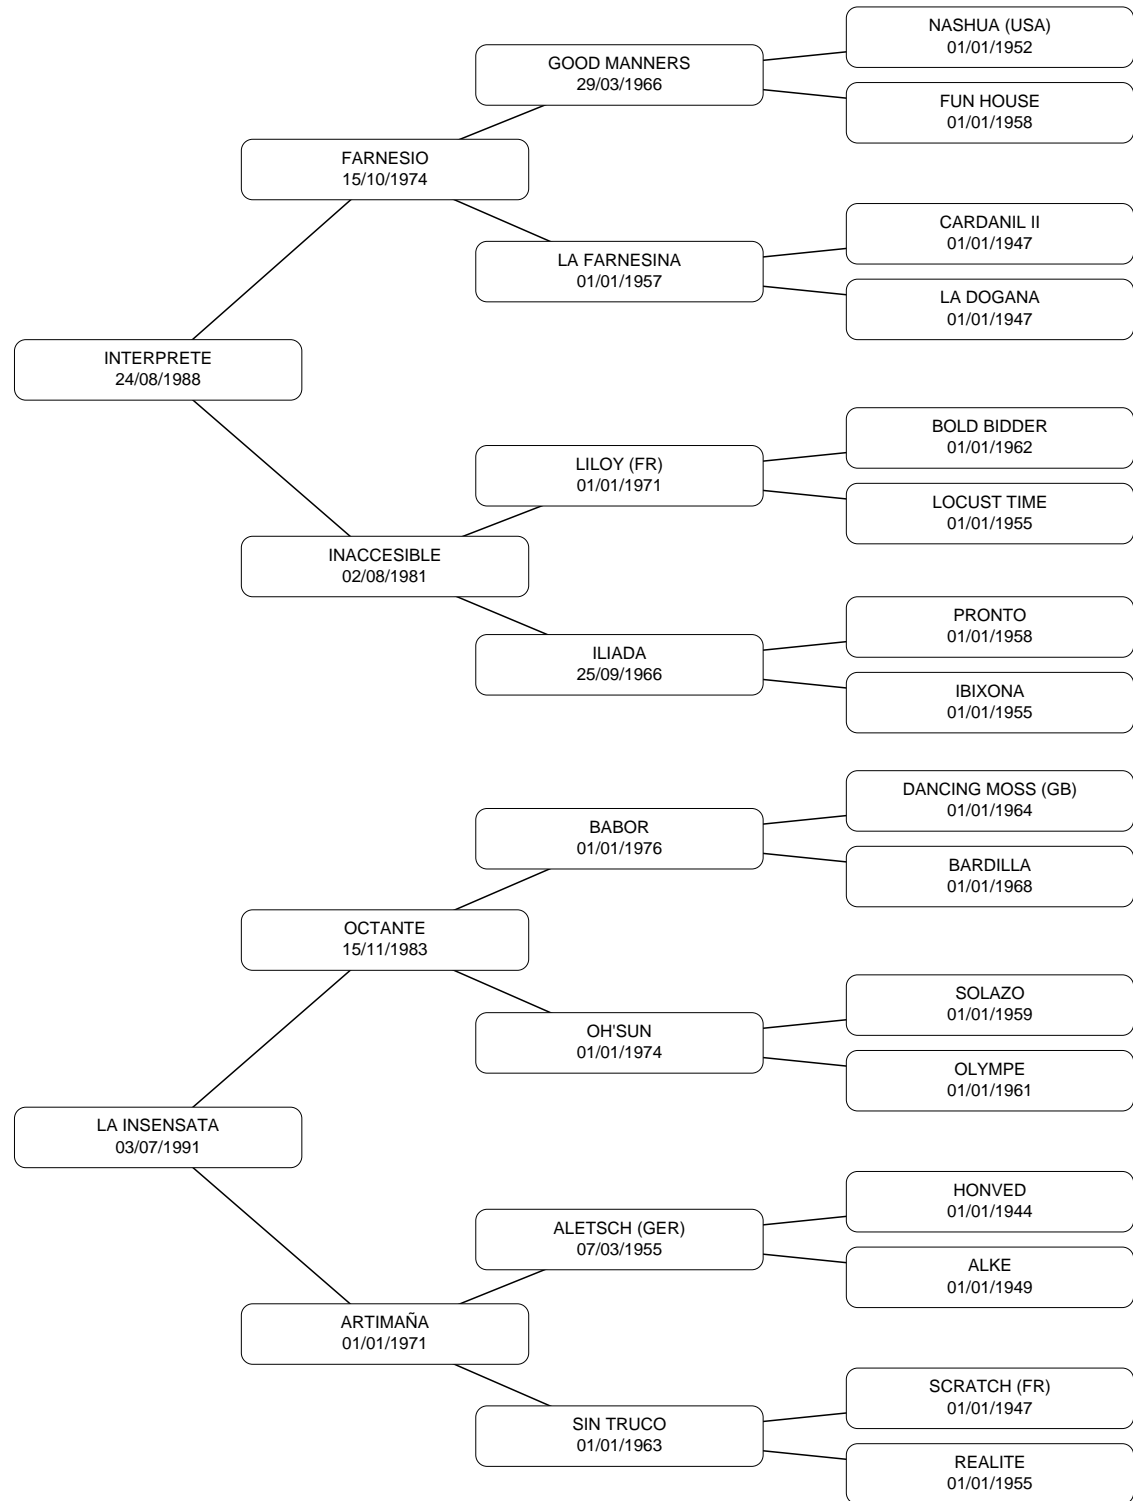 NASHUA (USA)
01/01/1952
GOOD MANNERS
29/03/1966
FUN HOUSE
01/01/1958
FARNESIO
15/10/1974
CARDANIL II
01/01/1947
LA FARNESINA
01/01/1957
LA DOGANA
01/01/1947
INTERPRETE
24/08/1988
BOLD BIDDER
01/01/1962
LILOY (FR)
01/01/1971
LOCUST TIME
01/01/1955
INACCESIBLE
02/08/1981
PRONTO
01/01/1958
ILIADA
25/09/1966
IBIXONA
01/01/1955
DANCING MOSS (GB)
01/01/1964
BABOR
01/01/1976
BARDILLA
01/01/1968
OCTANTE
15/11/1983
SOLAZO
01/01/1959
OH'SUN
01/01/1974
OLYMPE
01/01/1961
LA INSENSATA
03/07/1991
HONVED
01/01/1944
ALETSCH (GER)
07/03/1955
ALKE
01/01/1949
ARTIMAÑA
01/01/1971
SCRATCH (FR)
01/01/1947
SIN TRUCO
01/01/1963
REALITE
01/01/1955